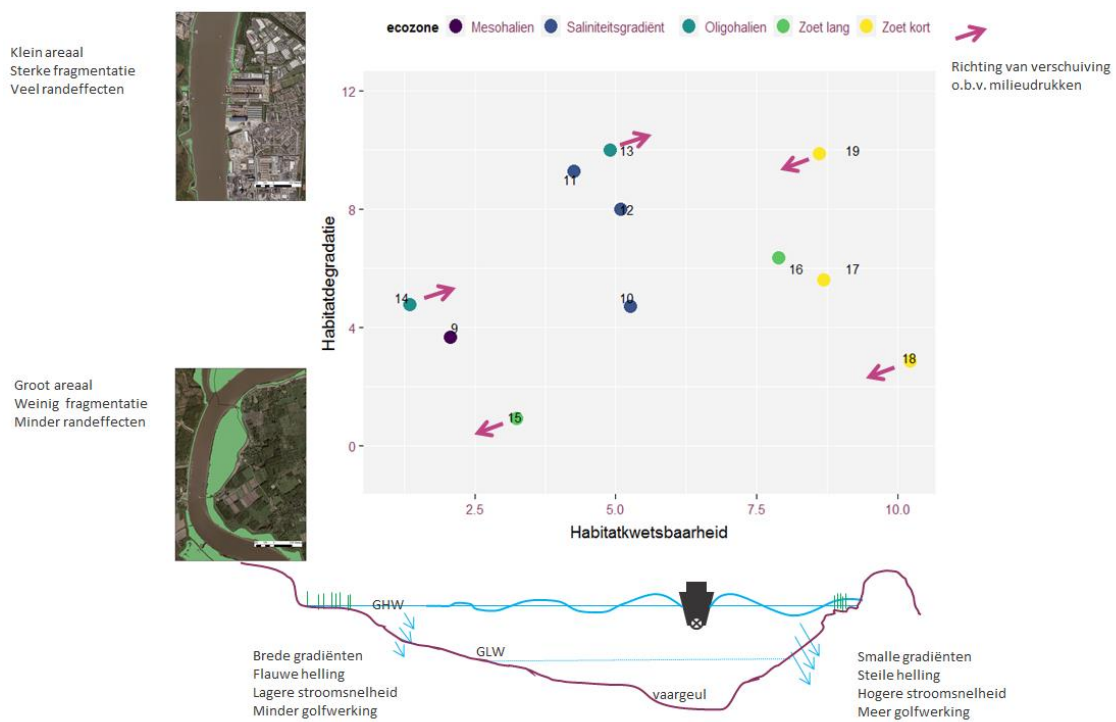 ecozone Mesohalien Saliniteitsgradiënt Oligohalien Zoet lang Zoet kort
Klein areaal
Sterke fragmentatie
Veel randeffecten
Richting van verschuiving
o.b.v. milieudrukken
Habitatdegradatie
12
8
4
0
13
19
11
12
16
17
14
10
9
18
15
2.5
5.0
7.5
10.0
Habitatkwetsbaarheid
Groot areaal
Weinig fragmentatie
Minder randeffecten
GHW
GLW
vaargeul
Brede gradiënten
Flauwe helling
Lagere stroomsnelheid
Minder golfwerking
Smalle gradiënten
Steile helling
Hogere stroomsnelheid
Meer golfwerking